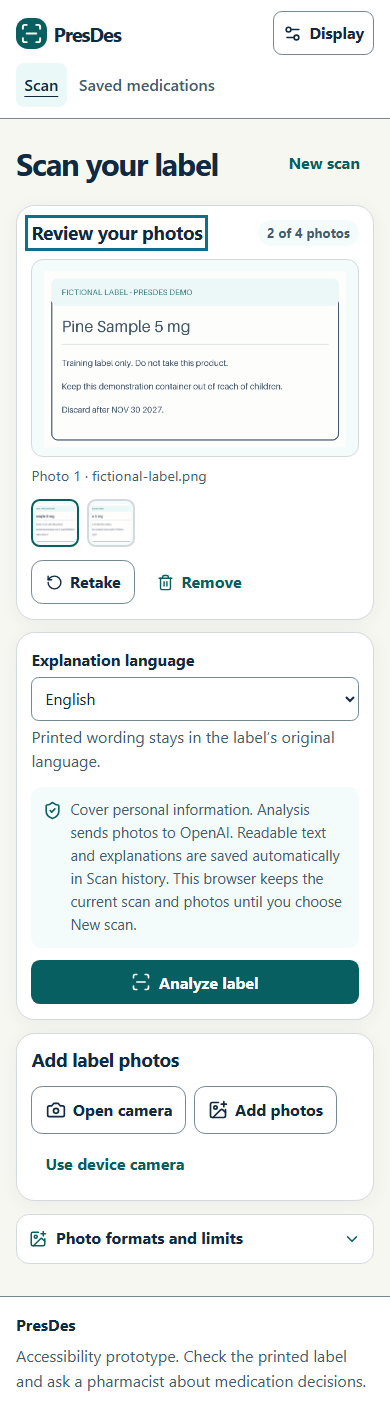 PresDes
Display
Scan
Saved medications
Scan your label
New scan
Review your photos
2 of 4 photos
FICTIONAL LABEL · PRESDES DEMO
Pine Sample 5 mg
Training label only. Do not take this product.
Keep this demonstration container out of reach of children.
Discard after NOV 30 2027.
Photo 1 · fictional-label.png
Retake
Remove
Explanation language
English
Printed wording stays in the label's original
language.
Cover personal information. Analysis
sends photos to OpenAI. Readable text
and explanations are saved automatically
in Scan history. This browser keeps the
current scan and photos until you choose
New scan.
Analyze label
Add label photos
Open camera
Add photos
Use device camera
Photo formats and limits
PresDes
Accessibility prototype. Check the printed label
and ask a pharmacist about medication decisions.